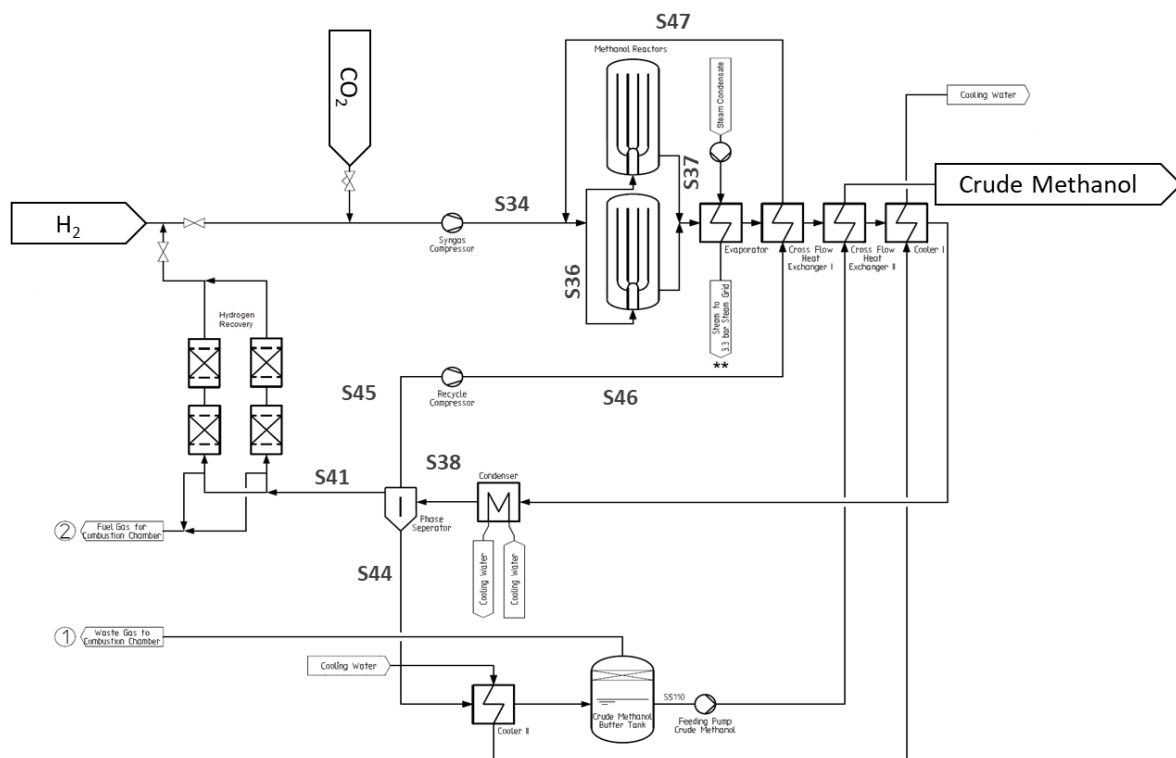 S47
Methanol Reactors
CO2
Steam Condensate
Cooling Water
S37
Crude Methanol
H2
S34
Syngas
Compressor
S36
Evaporator
Cross Flow
Heat
Exchanger I
Cross Flow
Heat
Exchanger II
Cooler I
Hydrogen
Recovery
Steam to
3.3 bar Steam Grid
**
S45
Recycle
Compressor
S46
S41
S38
Condenser
Phase
Seperator
2
Fuel Gas for
Combustion Chamber
Cooling Water
Cooling Water
S44
1
Waste Gas to
Combustion Chamber
Cooling Water
Cooler II
Crude Methanol
Buffer Tank
S5110
Feeding Pump
Crude Methanol